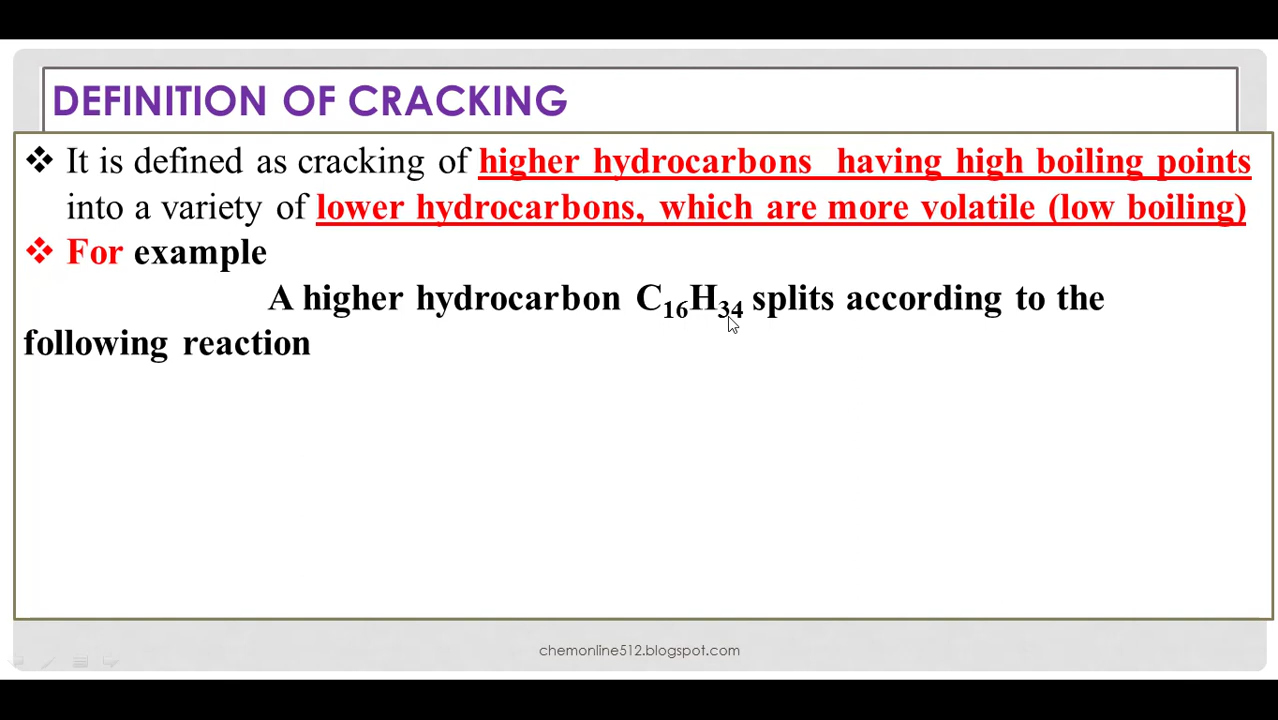 DEFINITION OF CRACKING
❖ It is defined as cracking of higher hydrocarbons having high boiling points
into a variety of lower hydrocarbons, which are more volatile (low boiling)
❖ For example
A higher hydrocarbon C₁₆H₃₄ splits according to the
following reaction
chemonline512.blogspot.com